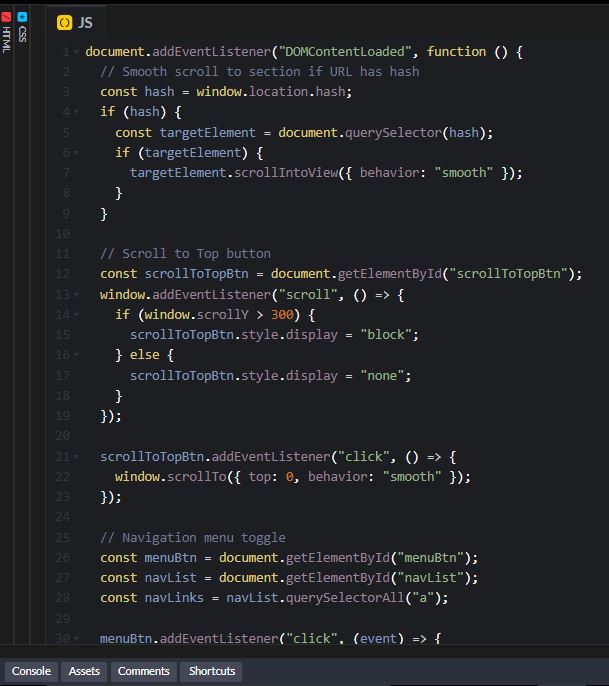 HTML
CSS
JS
1 document.addEventListener("DOMContentLoaded", function () {
2 // Smooth scroll to section if URL has hash
3 const hash = window.location.hash;
4 if (hash) {
5 const targetElement = document.querySelector(hash);
6 if (targetElement) {
7 targetElement.scrollIntoView({ behavior: "smooth" });
8 }
9 }
10
11 // Scroll to Top button
12 const scrollToTopBtn = document.getElementById("scrollToTopBtn");
13 window.addEventListener("scroll", () => {
14 if (window.scrollY > 300) {
15 scrollToTopBtn.style.display = "block";
16 } else {
17 scrollToTopBtn.style.display = "none";
18 }
19 });
20
21 scrollToTopBtn.addEventListener("click", () => {
22 window.scrollTo({ top: 0, behavior: "smooth" });
23 });
24
25 // Navigation menu toggle
26 const menuBtn = document.getElementById("menuBtn");
27 const navList = document.getElementById("navList");
28 const navLinks = navList.querySelectorAll("a");
29
30 menuBtn.addEventListener("click", (event) => {
Console Assets Comments Shortcuts